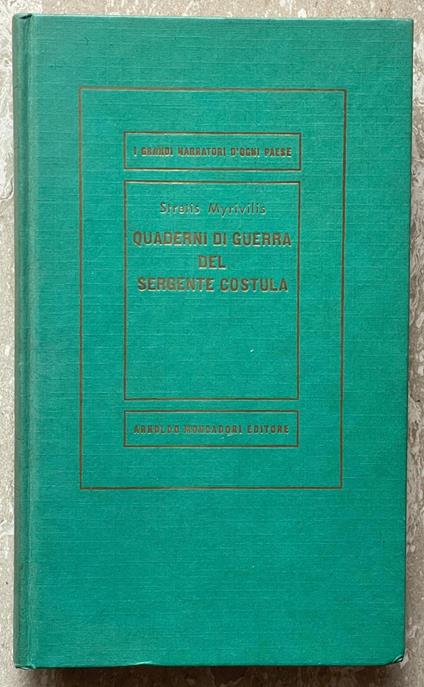 I GRANDI NARRATORI D'OGNI PAESE
Stratis Myrivilis
QUADERNI DI GUERRA
DEL
SERGENTE COSTULA
ARNOLDO MONDADORI EDITORE